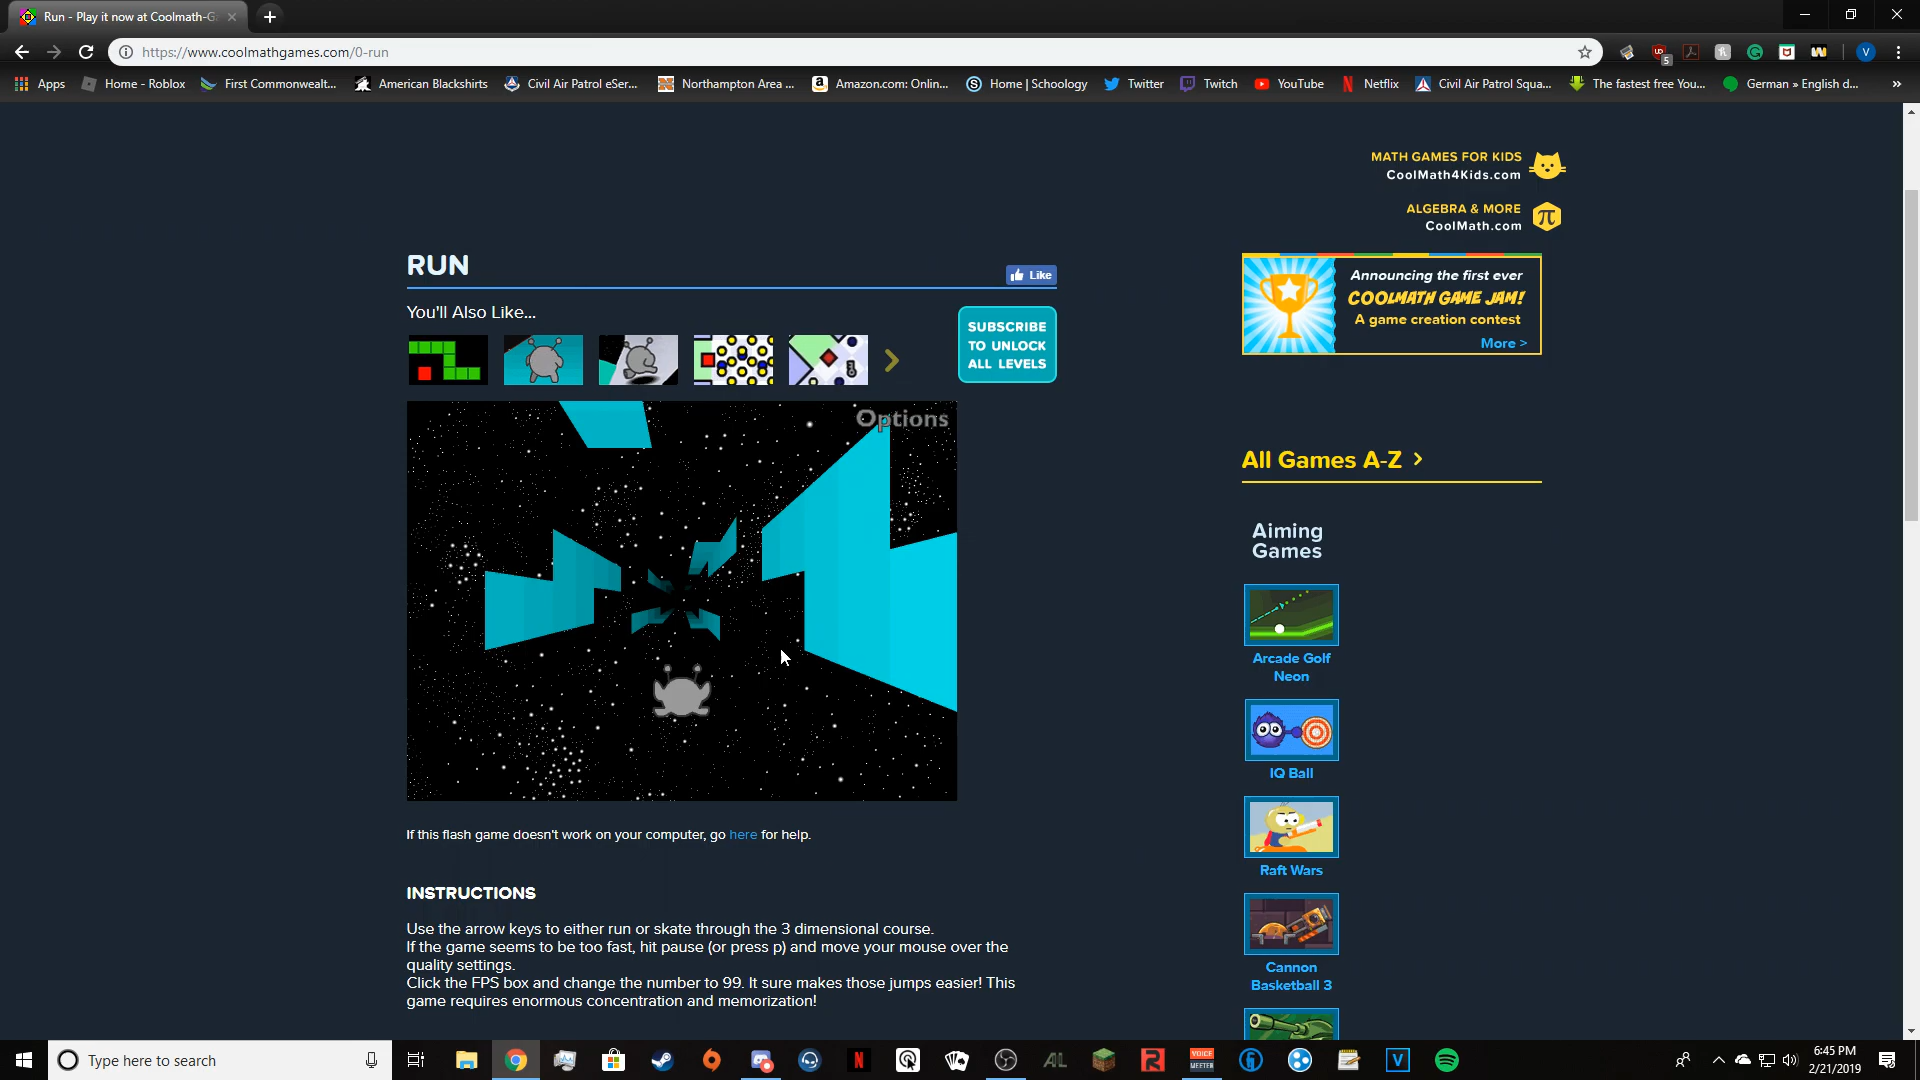 Run - Play it now at Coolmath-G
https://www.coolmathgames.com/0-run
5
V
Apps
Home - Roblox
First Commonwealt...
American Blackshirts
Civil Air Patrol eSer...
Northampton Area ...
Amazon.com: Onlin...
Home | Schoology
Twitter
Twitch
YouTube
Netflix
Civil Air Patrol Squa...
The fastest free You...
German » English d...
»
MATH GAMES FOR KIDS
CoolMath4Kids.com
ALGEBRA & MORE
CoolMath.com
π
RUN
Like
You'll Also Like...
SUBSCRIBE
TO UNLOCK
ALL LEVELS
Announcing the first ever
COOLMATH GAME JAM!
A game creation contest
More >
Options
All Games A-Z >
Aiming
Games
Arcade Golf
Neon
IQ Ball
Raft Wars
Cannon
Basketball 3
If this flash game doesn't work on your computer, go here for help.
INSTRUCTIONS
Use the arrow keys to either run or skate through the 3 dimensional course.
If the game seems to be too fast, hit pause (or press p) and move your mouse over the
quality settings.
Click the FPS box and change the number to 99. It sure makes those jumps easier! This
game requires enormous concentration and memorization!
Type here to search
N
AL
R
VOICE
MEETER
V
6:45 PM
2/21/2019